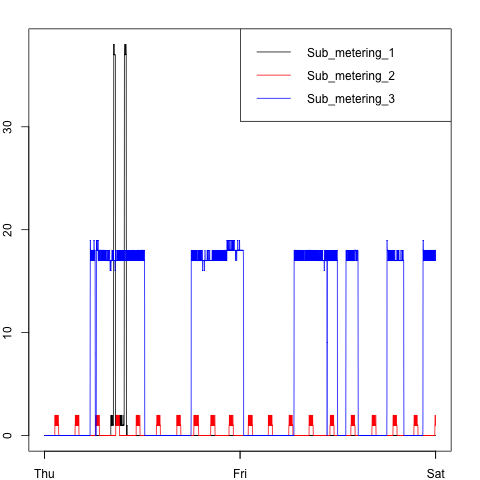 Sub_metering_1
Sub_metering_2
Sub_metering_3
30
20
10
0
Thu Fri Sat